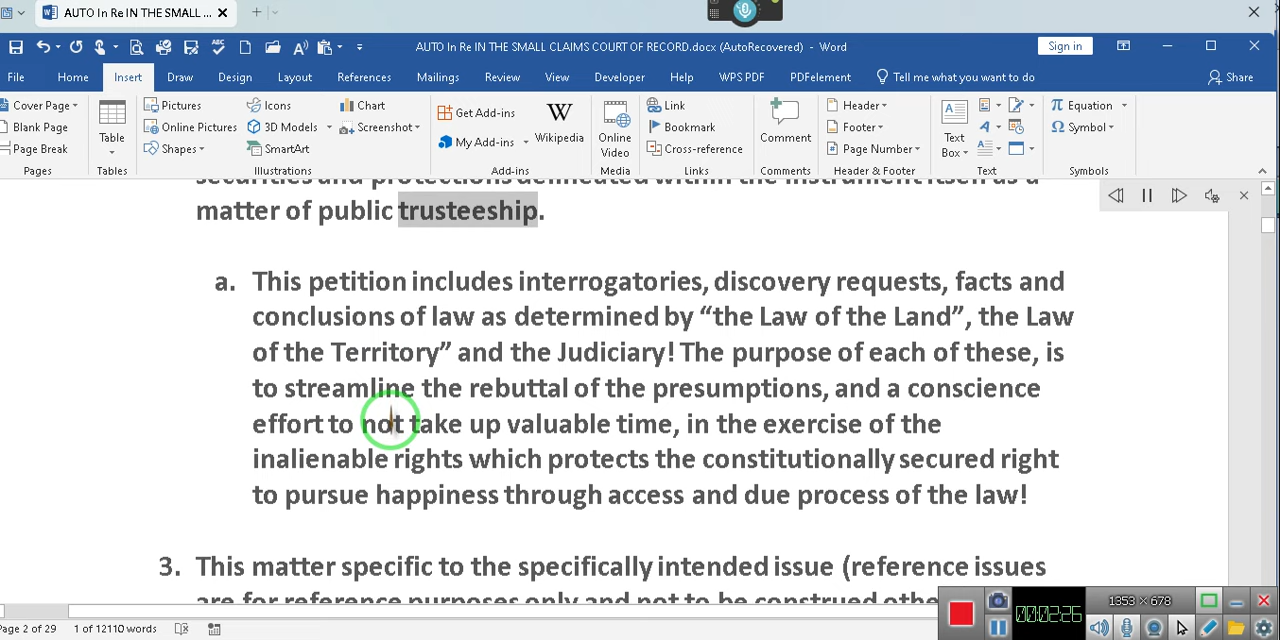 AUTO In Re IN THE SMALL ...
AUTO In Re IN THE SMALL CLAIMS COURT OF RECORD.docx (AutoRecovered) - Word
Sign in
File Home Insert Draw Design Layout References Mailings Review View Developer Help WPS PDF PDFelement Tell me what you want to do Share
Cover Page
Blank Page
Page Break
Pages
Table
Tables
Pictures
Online Pictures
Shapes
Icons
3D Models
SmartArt
Chart
Screenshot
Illustrations
Get Add-ins
My Add-ins
Wikipedia
Add-ins
Online
Video
Media
Link
Bookmark
Cross-reference
Links
Comment
Comments
Header
Footer
Page Number
Header & Footer
Text
Box
Text
Equation
Symbol
Symbols
securities and protections delineated within the instrument itself as a
matter of public trusteeship.
a. This petition includes interrogatories, discovery requests, facts and
conclusions of law as determined by “the Law of the Land”, the Law
of the Territory” and the Judiciary! The purpose of each of these, is
to streamline the rebuttal of the presumptions, and a conscience
effort to not take up valuable time, in the exercise of the
inalienable rights which protects the constitutionally secured right
to pursue happiness through access and due process of the law!
3. This matter specific to the specifically intended issue (reference issues
are for reference purposes only and not to be construed
Page 2 of 29 1 of 12110 words
00:02:26
1353 × 678